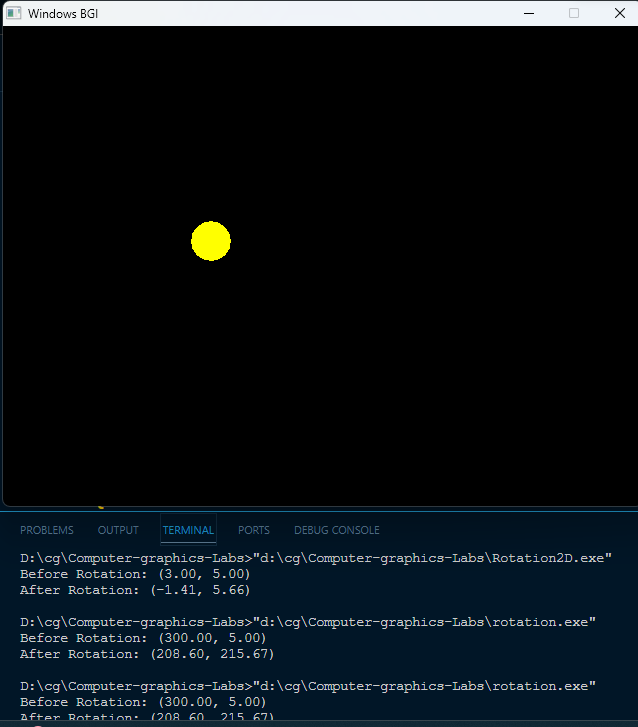 Windows BGI
PROBLEMS OUTPUT TERMINAL PORTS DEBUG CONSOLE
D:\cg\Computer-graphics-Labs>"d:\cg\Computer-graphics-Labs\Rotation2D.exe"
Before Rotation: (3.00, 5.00)
After Rotation: (-1.41, 5.66)
D:\cg\Computer-graphics-Labs>"d:\cg\Computer-graphics-Labs\rotation.exe"
Before Rotation: (300.00, 5.00)
After Rotation: (208.60, 215.67)
D:\cg\Computer-graphics-Labs>"d:\cg\Computer-graphics-Labs\rotation.exe"
Before Rotation: (300.00, 5.00)
After Rotation: (208.60, 215.67)